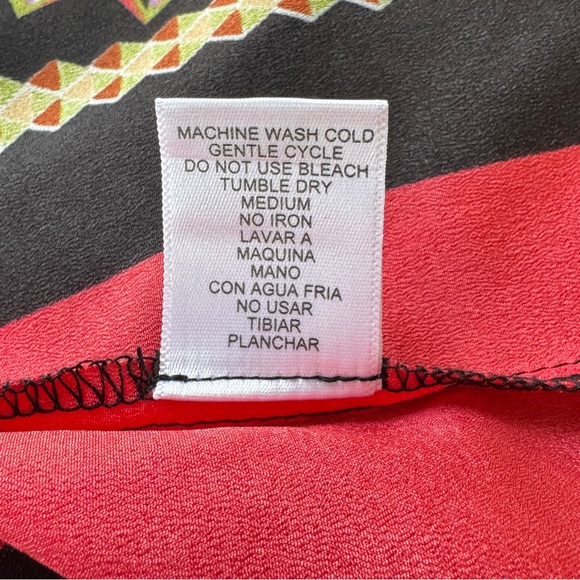 MACHINE WASH COLD
GENTLE CYCLE
DO NOT USE BLEACH
TUMBLE DRY
MEDIUM
NO IRON
LAVAR A
MAQUINA
MANO
CON AGUA FRIA
NO USAR
TIBIAR
PLANCHAR